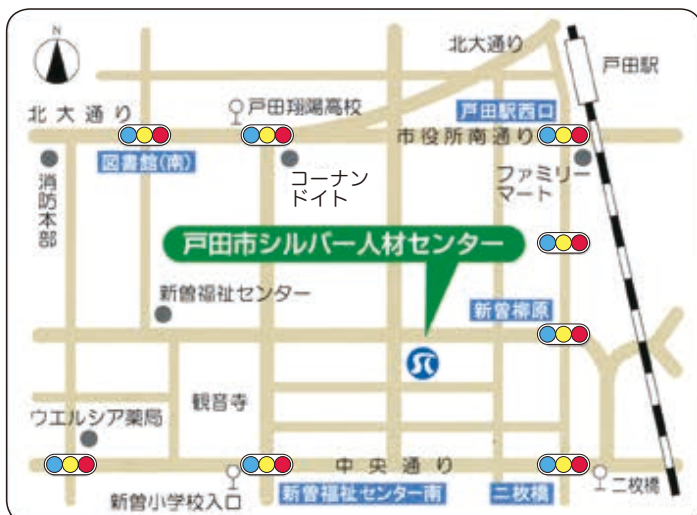 N
北大通り
戸田駅
北大通り
戸田翔陽高校
戸田駅西口
市役所南通り
図書館(南)
消防本部
コーナン
ドイト
ファミリー
マート
戸田市シルバー人材センター
新曽福祉センター
新曽柳原
観音寺
ウエルシア薬局
中央通り
新曽小学校入口
新曽福祉センター南
二枚橋
二枚橋